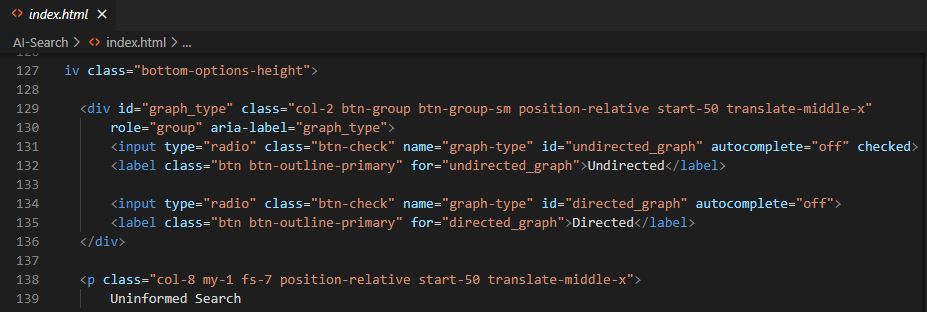 <> index.html ×
AI-Search > <> index.html > ...
127 iv class="bottom-options-height">
128
129 <div id="graph_type" class="col-2 btn-group btn-group-sm position-relative start-50 translate-middle-x"
130 role="group" aria-label="graph_type">
131 <input type="radio" class="btn-check" name="graph-type" id="undirected_graph" autocomplete="off" checked>
132 <label class="btn btn-outline-primary" for="undirected_graph">Undirected</label>
133
134 <input type="radio" class="btn-check" name="graph-type" id="directed_graph" autocomplete="off">
135 <label class="btn btn-outline-primary" for="directed_graph">Directed</label>
136 </div>
137
138 <p class="col-8 my-1 fs-7 position-relative start-50 translate-middle-x">
139 Uninformed Search